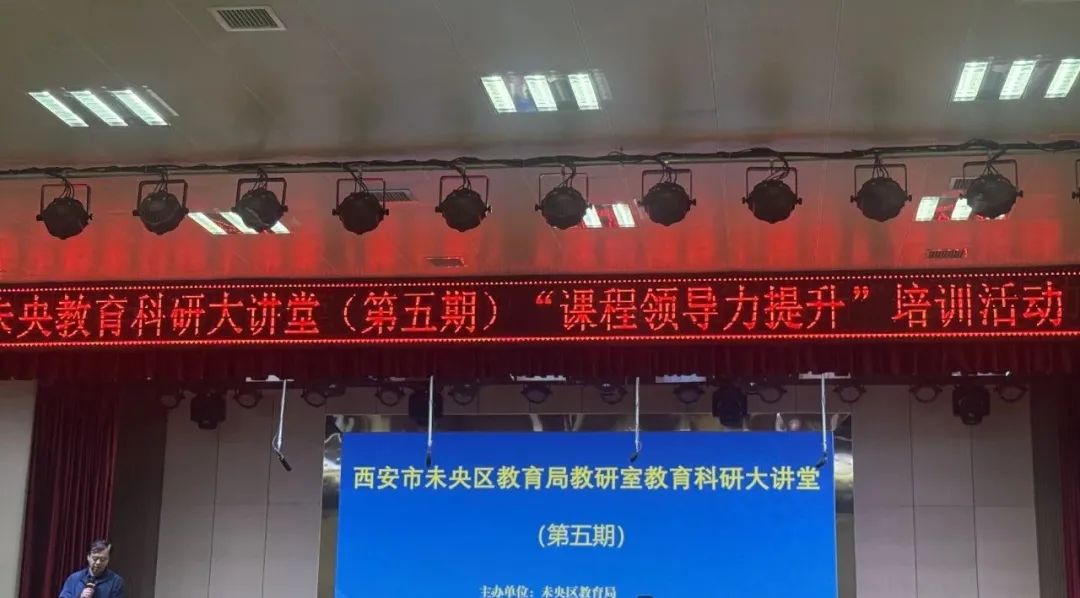 未央教育科研大讲堂（第五期）“课程领导力提升”培训活动
西安市未央区教育局教研室教育科研大讲堂
（第五期）
主办单位：未央区教育局